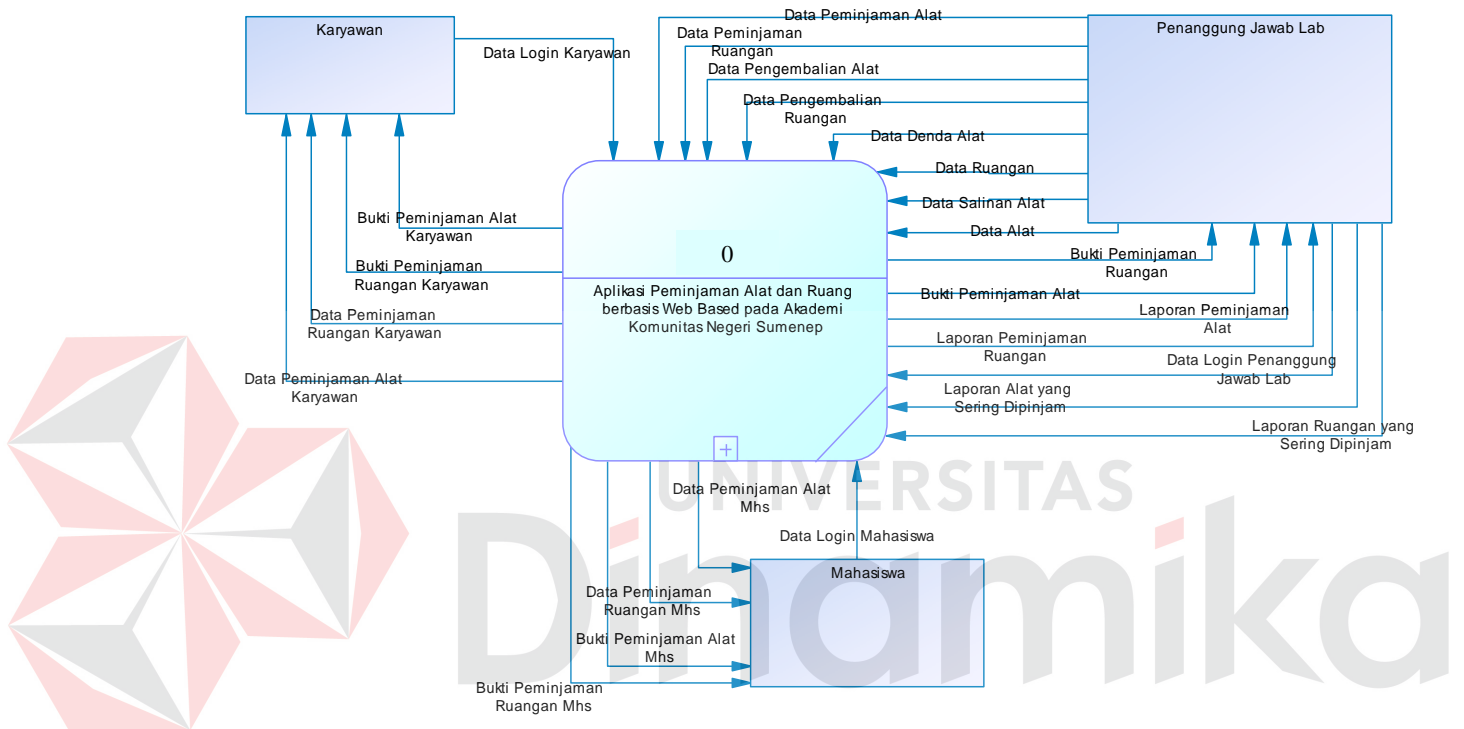 Karyawan
Data Login Karyawan
Data Peminjaman Alat
Data Peminjaman
Ruangan
Data Pengembalian Alat
Data Pengembalian
Ruangan
Data Denda Alat
Data Ruangan
Data Salinan Alat
Data Alat
Penanggung Jawab Lab
Bukti Peminjaman Alat
Karyawan
Bukti Peminjaman
Ruangan Karyawan
Data Peminjaman
Ruangan Karyawan
Data Peminjaman Alat
Karyawan
0
Aplikasi Peminjaman Alat dan Ruang
berbasis Web Based pada Akademi
Komunitas Negeri Sumenep
Bukti Peminjaman
Ruangan
Bukti Peminjaman Alat
Laporan Peminjaman
Alat
Laporan Peminjaman
Ruangan
Data Login Penanggung
Jawab Lab
Laporan Alat yang
Sering Dipinjam
Laporan Ruangan yang
Sering Dipinjam
UNIVERSITAS
Dinamika
Data Peminjaman Alat
Mhs
Data Login Mahasiswa
Mahasiswa
Data Peminjaman
Ruangan Mhs
Bukti Peminjaman Alat
Mhs
Bukti Peminjaman
Ruangan Mhs